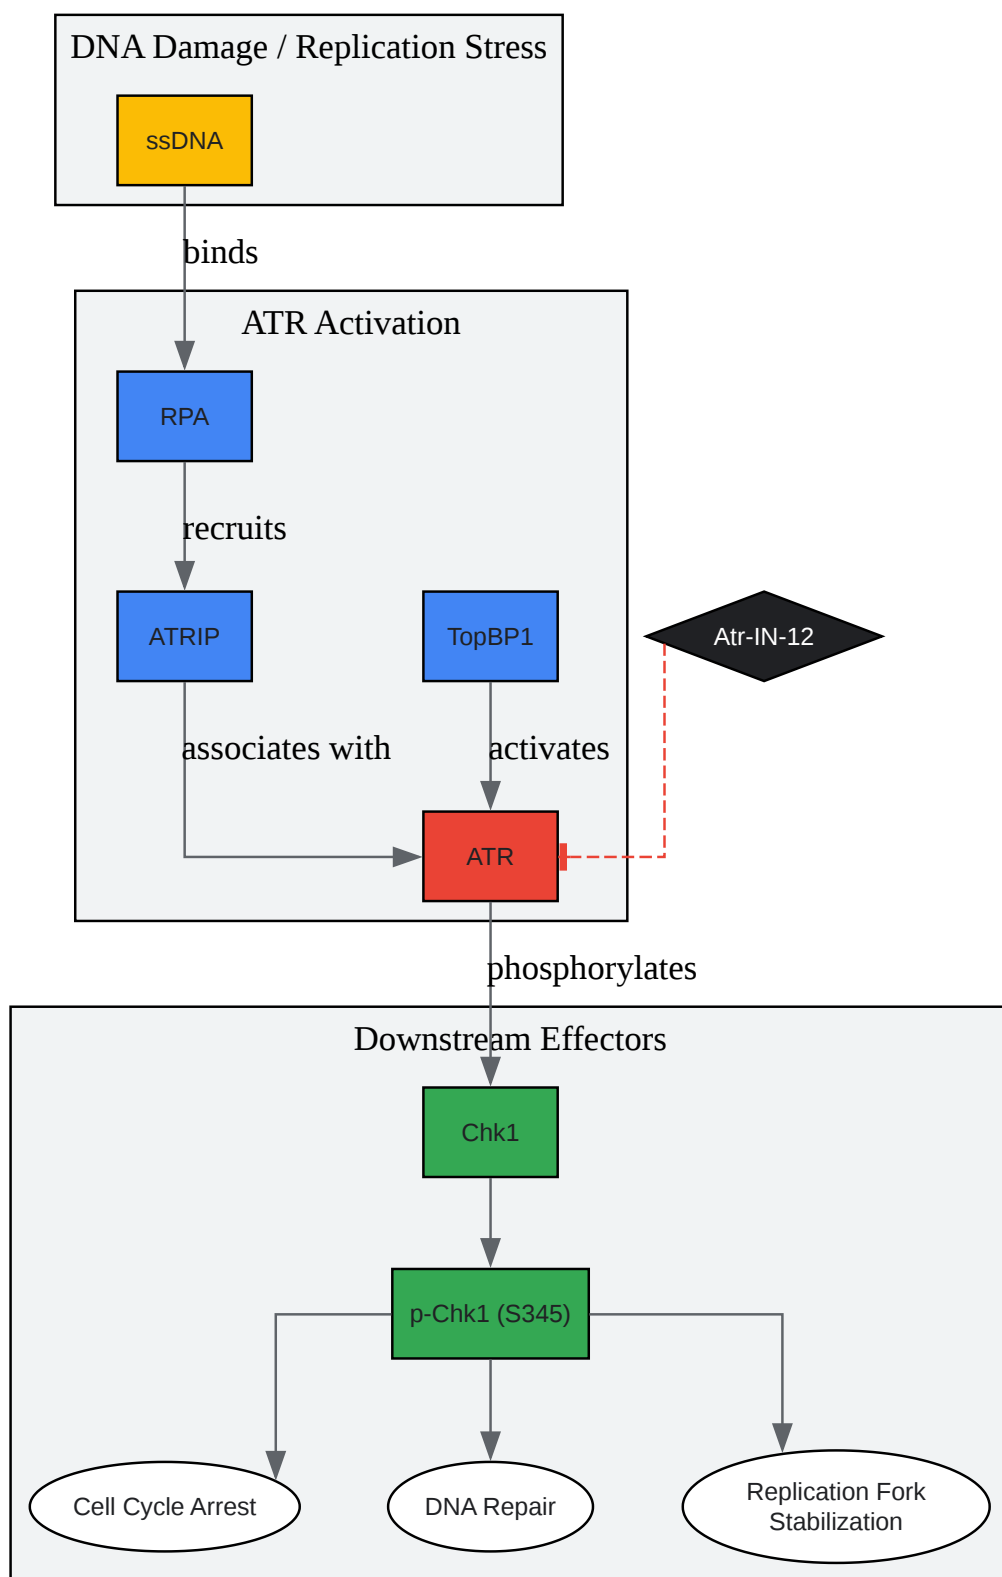 DNA Damage / Replication Stress
ssDNA
binds
ATR Activation
RPA
recruits
ATRIP
TopBP1
Atr-IN-12
associates with
activates
ATR
phosphorylates
Downstream Effectors
Chk1
p-Chk1 (S345)
Cell Cycle Arrest
DNA Repair
Replication Fork
Stabilization